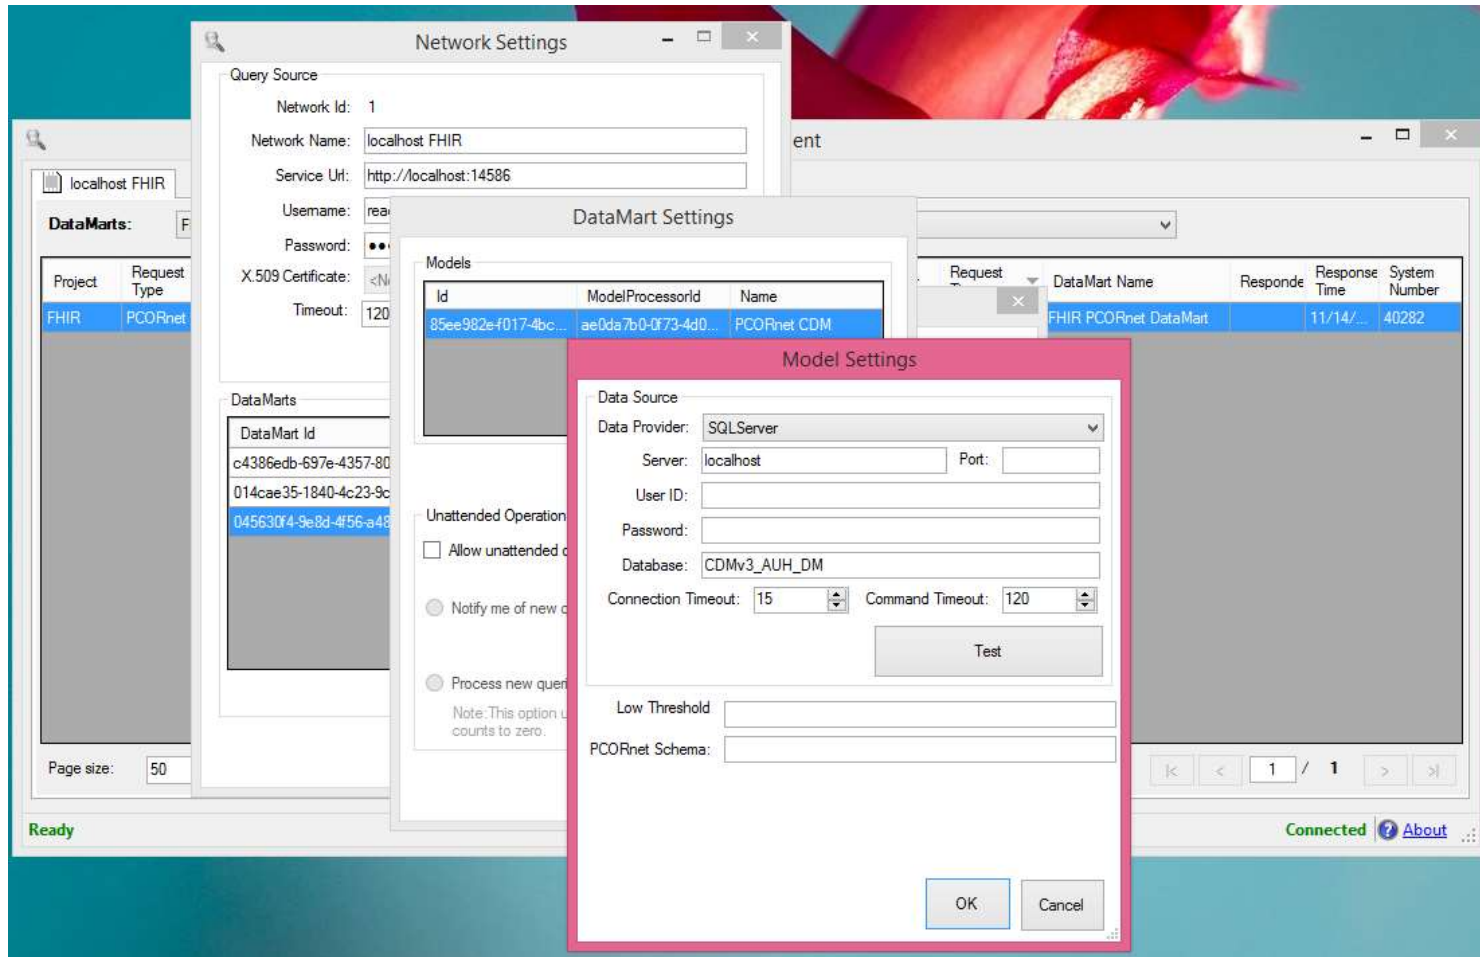 Network Settings
Query Source
Network Id: 1
Network Name: localhost FHIR
Service Url: http://localhost:14586
Username:
Password:
X.509 Certificate:
Timeout: 120
DataMarts
DataMart Id
c4386edb-697e-4357-80
014cae35-1840-4c23-9c
045630f4-9e8d-4f56-a48
localhost FHIR
DataMarts: F
Project Request Type
FHIR PCORnet
Request DataMart Name Responde Response Time System Number
FHIR PCORnet DataMart 11/14/... 40282
Page size: 50
1 / 1
Ready
Connected About
DataMart Settings
Models
Id ModelProcessorId Name
85ee982e-f017-4bc... ae0da7b0-0f73-4d0... PCORnet CDM
Unattended Operation
Allow unattended
Notify me of new
Process new queri
Note:This option u
counts to zero.
Model Settings
Data Source
Data Provider: SQLServer
Server: localhost Port:
User ID:
Password:
Database: CDMv3_AUH_DM
Connection Timeout: 15 Command Timeout: 120
Test
Low Threshold
PCORnet Schema:
OK Cancel